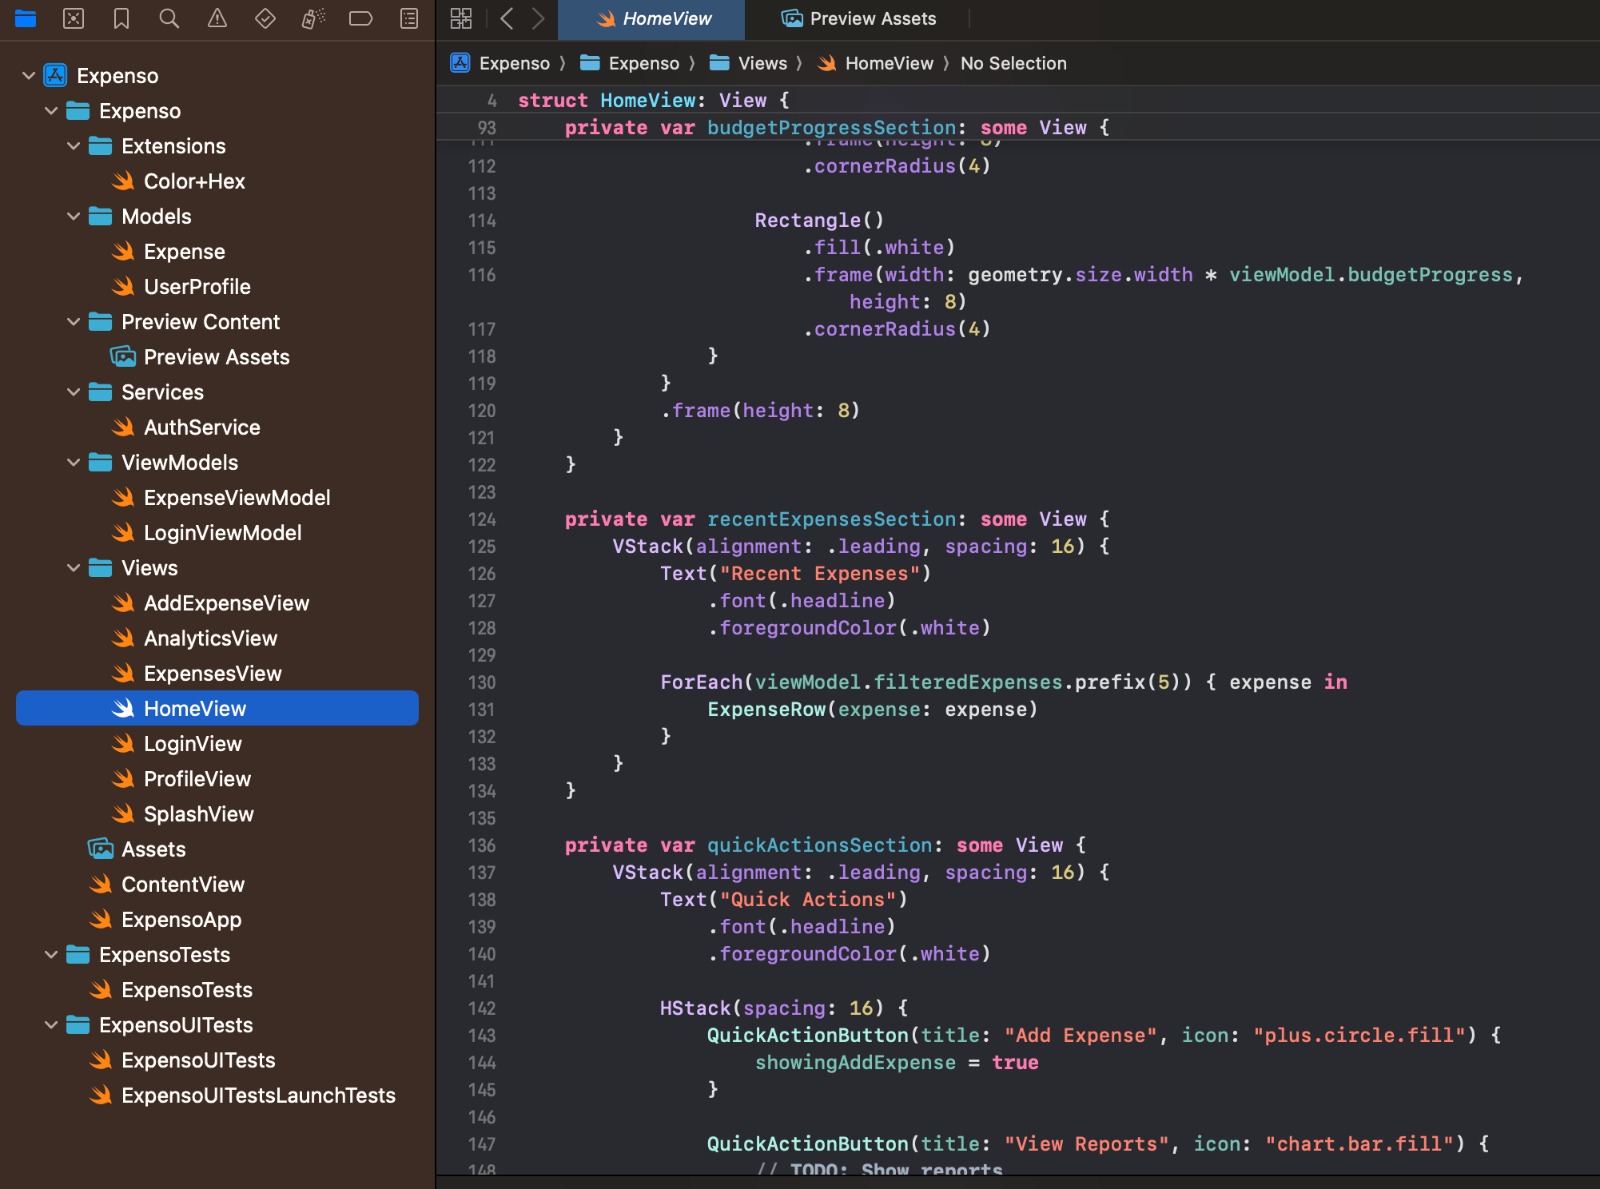 HomeView
Preview Assets
Expenso
Expenso
Extensions
Color+Hex
Models
Expense
UserProfile
Preview Content
Preview Assets
Services
AuthService
ViewModels
ExpenseViewModel
LoginViewModel
Views
AddExpenseView
AnalyticsView
ExpensesView
HomeView
LoginView
ProfileView
SplashView
Assets
ContentView
ExpensoApp
ExpensoTests
ExpensoTests
ExpensoUITests
ExpensoUITests
ExpensoUITestsLaunchTests
Expenso 〉 Expenso 〉 Views 〉 HomeView 〉 No Selection
4 struct HomeView: View {
93     private var budgetProgressSection: some View {
111                         .frame(height: 8)
112                         .cornerRadius(4)
113
114                     Rectangle()
115                         .fill(.white)
116                         .frame(width: geometry.size.width * viewModel.budgetProgress,
                            height: 8)
117                         .cornerRadius(4)
118                 }
119             }
120             .frame(height: 8)
121         }
122     }
123
124     private var recentExpensesSection: some View {
125         VStack(alignment: .leading, spacing: 16) {
126             Text("Recent Expenses")
127                 .font(.headline)
128                 .foregroundColor(.white)
129
130             ForEach(viewModel.filteredExpenses.prefix(5)) { expense in
131                 ExpenseRow(expense: expense)
132             }
133         }
134     }
135
136     private var quickActionsSection: some View {
137         VStack(alignment: .leading, spacing: 16) {
138             Text("Quick Actions")
139                 .font(.headline)
140                 .foregroundColor(.white)
141
142             HStack(spacing: 16) {
143                 QuickActionButton(title: "Add Expense", icon: "plus.circle.fill") {
144                     showingAddExpense = true
145                 }
146
147                 QuickActionButton(title: "View Reports", icon: "chart.bar.fill") {
148                     // TODO: Show reports